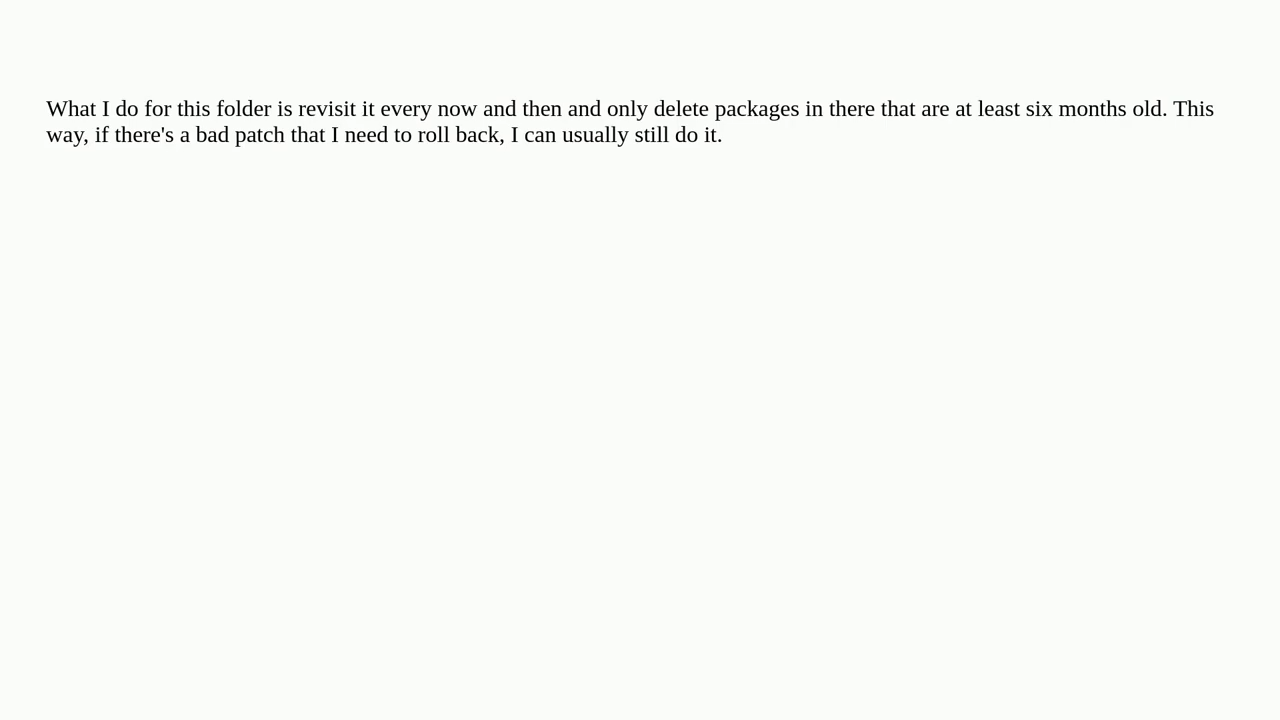 What I do for this folder is revisit it every now and then and only delete packages in there that are at least six months old. This
way, if there's a bad patch that I need to roll back, I can usually still do it.